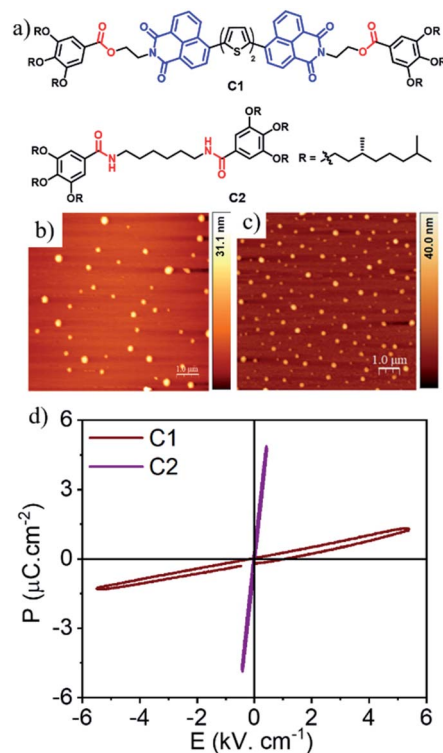 a)
RO
RO
RO
O
O
N
O
O
S
2
O
N
O
O
O
OR
OR
OR
C1
RO
RO
OR
O
N
H
H
N
O
OR
OR
OR
R =
C2
b)
31.1 nm
1.0 μm
c)
40.0 nm
1.0 μm
d)
C1
C2
6
3
0
-3
-6
P (μC.cm-2)
-6 -4 -2 0 2 4 6
E (kV. cm-1)